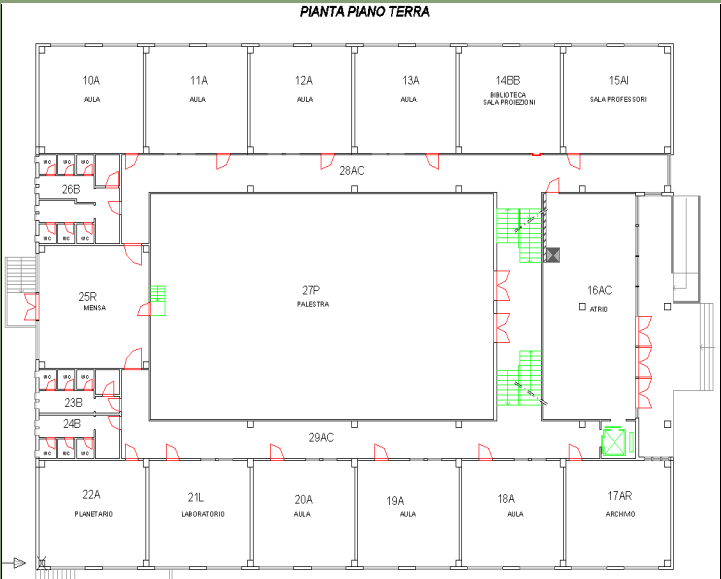 PIANTA PIANO TERRA
10A
AULA
11A
AULA
12A
AULA
13A
AULA
14BB
BIBLIOTECA
SALA PROIEZIONI
15AI
SALA PROFESSORI
WC WC WC
28AC
26B
WC WC WC
25R
MENSA
27P
PALESTRA
16AC
ATRIO
WC WC WC
23B
24B
WC WC WC
29AC
22A
PLANETARIO
21L
LABORATORIO
20A
AULA
19A
AULA
18A
AULA
17AR
ARCHIVIO